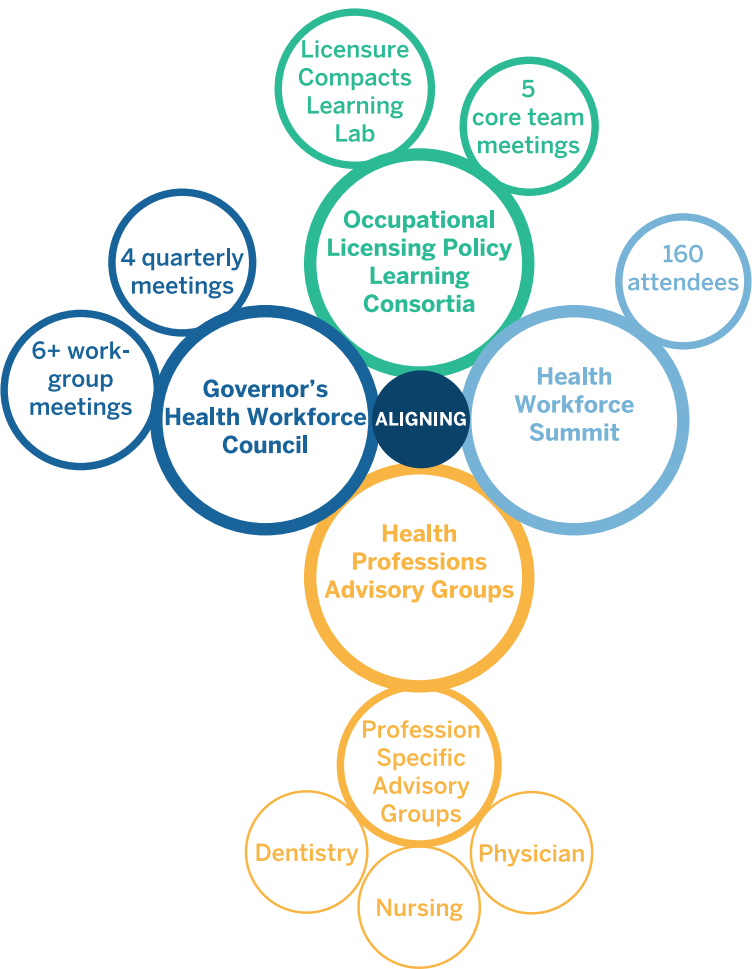 Licensure
Compacts
Learning
Lab
5
core team
meetings
Occupational
Licensing Policy
Learning
Consortia
4 quarterly
meetings
160
attendees
6+ work-
group
meetings
Governor’s
Health Workforce
Council
ALIGNING
Health
Workforce
Summit
Health
Professions
Advisory Groups
Profession
Specific
Advisory
Groups
Dentistry
Nursing
Physician